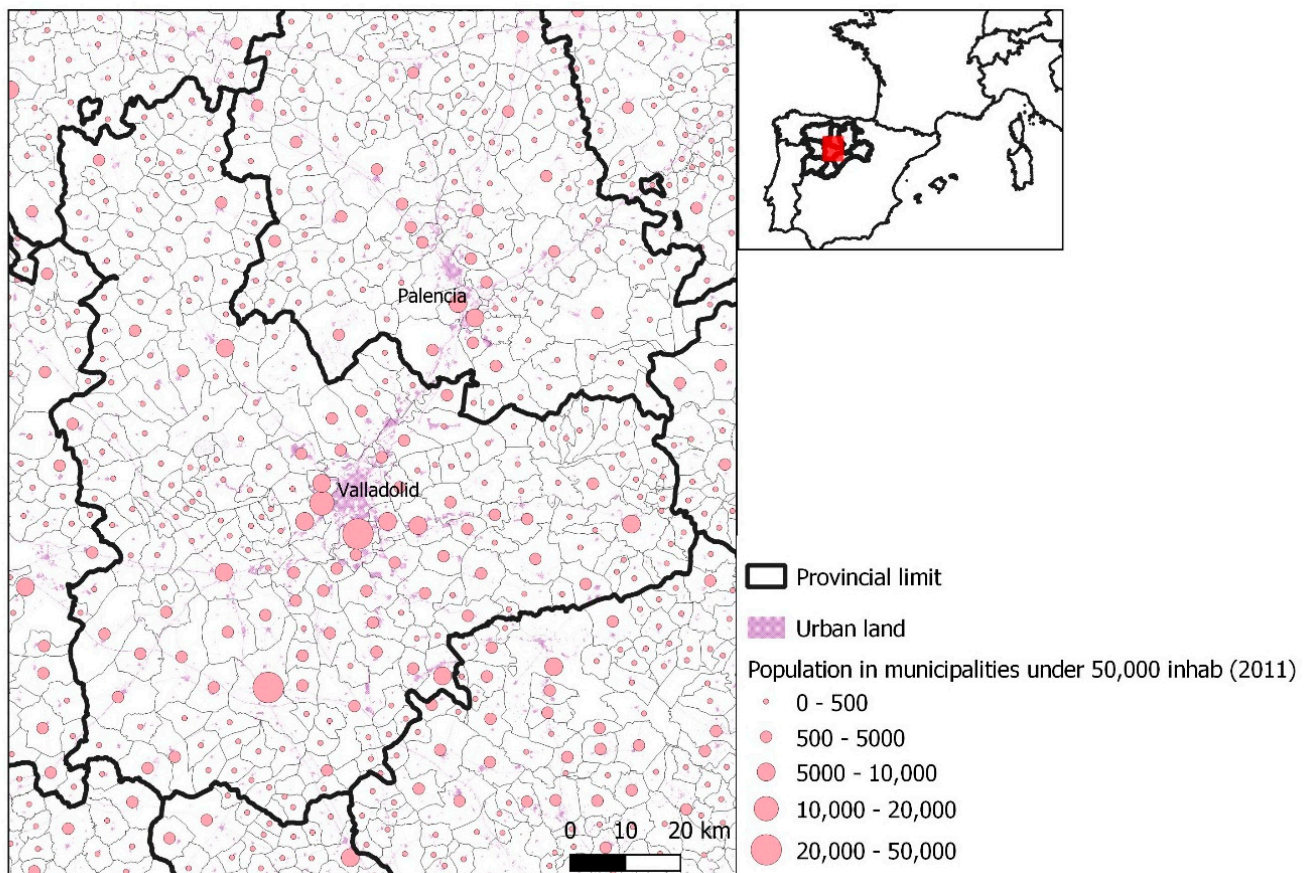 Palencia
Valladolid
0 10 20 km
Provincial limit
Urban land
Population in municipalities under 50,000 inhab (2011)
0 - 500
500 - 5000
5000 - 10,000
10,000 - 20,000
20,000 - 50,000